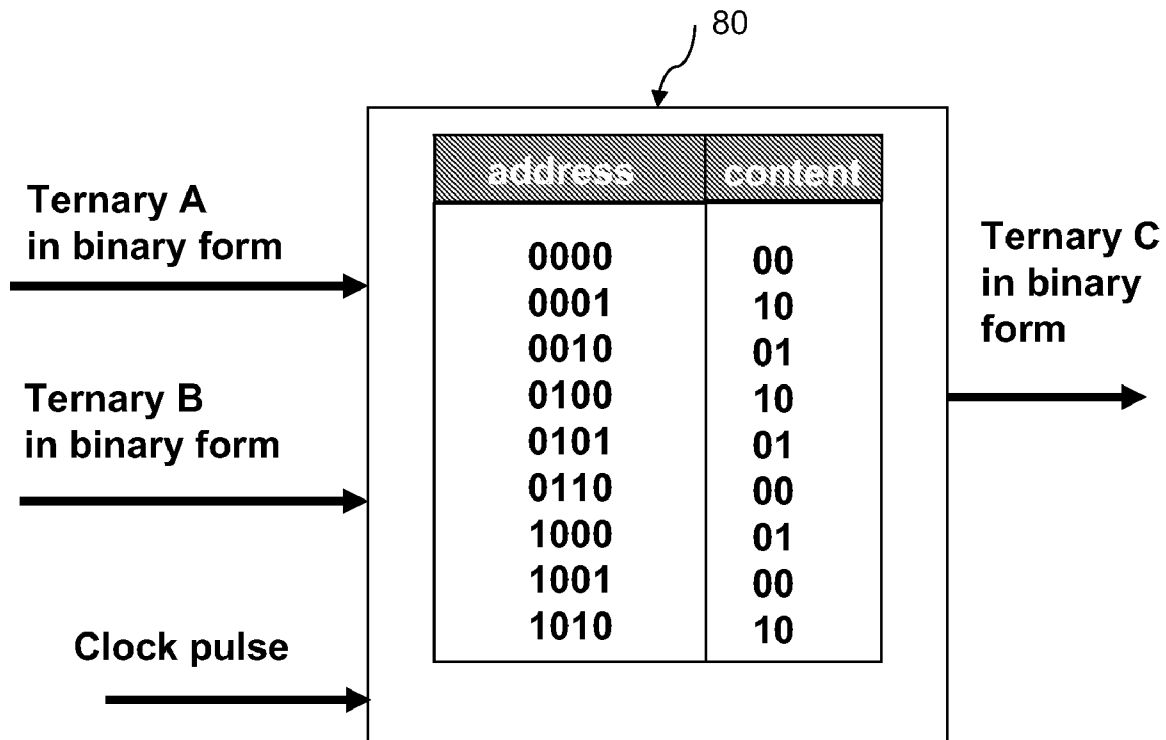 80
address content
Ternary A
in binary form
Ternary B
in binary form
Clock pulse
0000 00
0001 10
0010 01
0100 10
0101 01
0110 00
1000 01
1001 00
1010 10
Ternary C
in binary
form